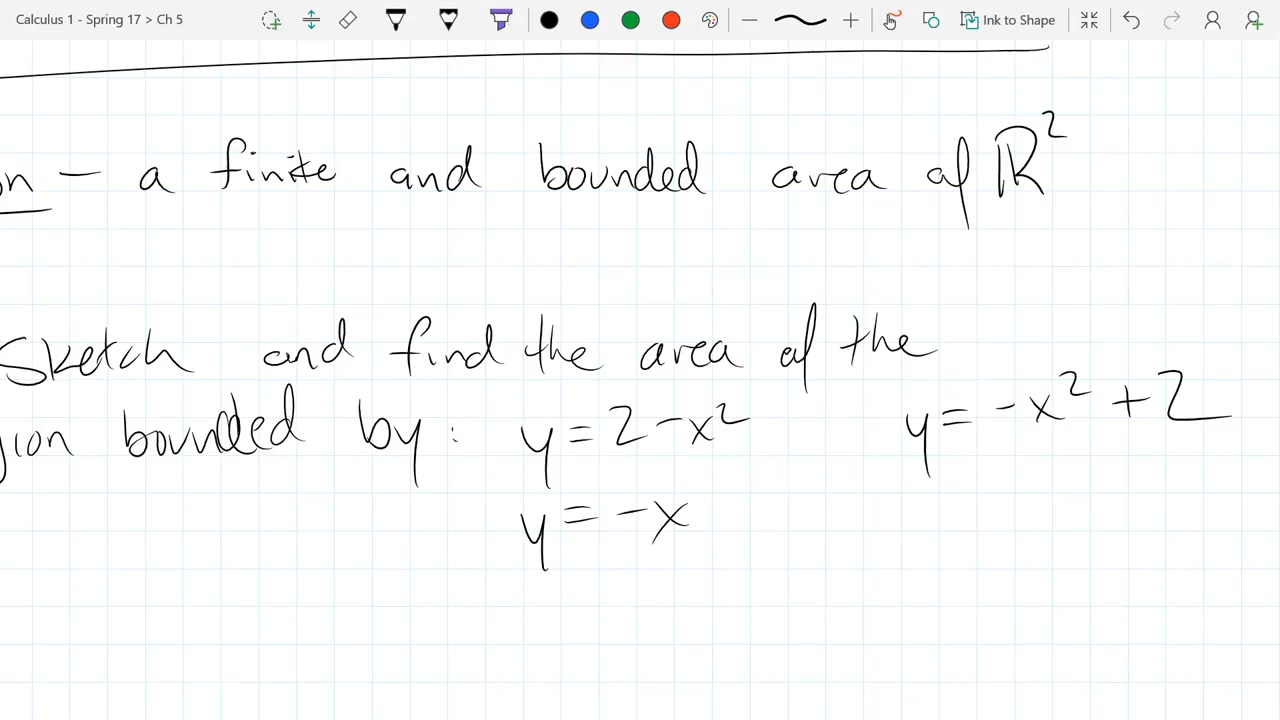 Calculus 1 - Spring 17 > Ch 5
Ink to Shape
on — a finite and bounded area of ℝ²
Sketch and find the area of the
gion bounded by: y = 2 - x² y = -x² + 2
y = -x